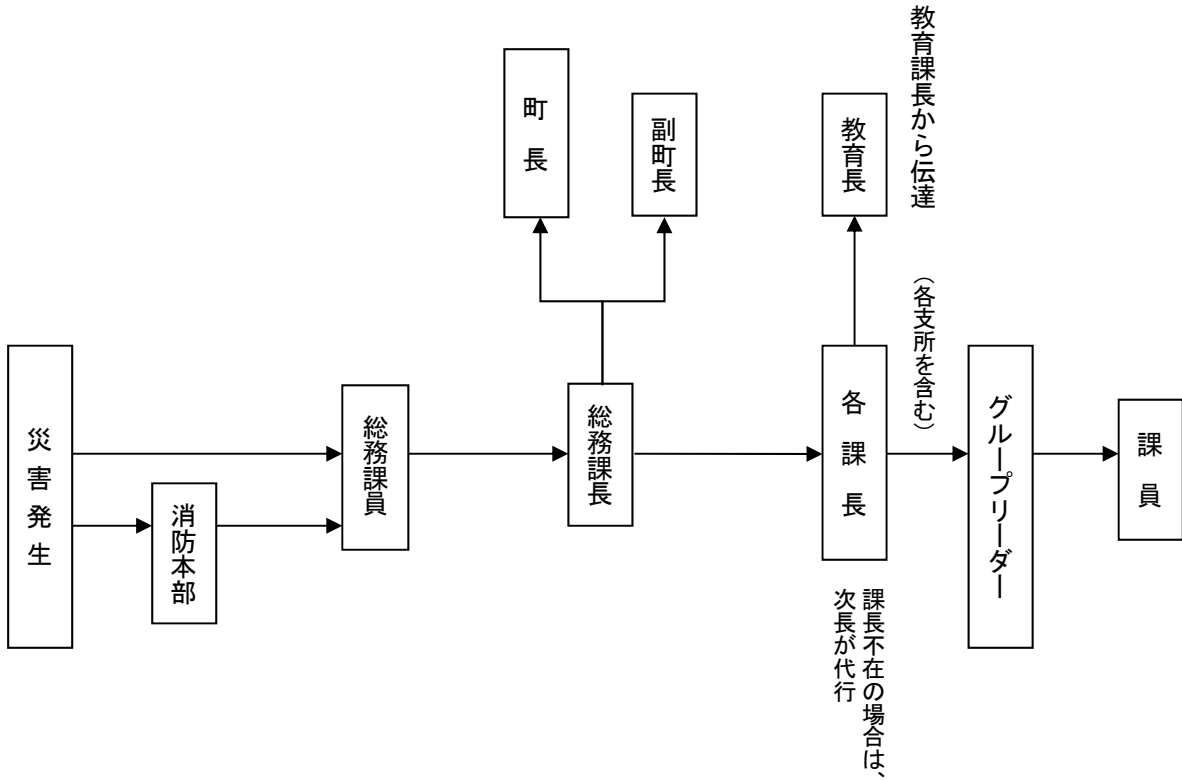 災害発生
消防本部
総務課員
総務課長
町長
副町長
教育長
教育課長から伝達
各課長
（各支所を含む）
課長不在の場合は、
次長が代行
グループリーダー
課員